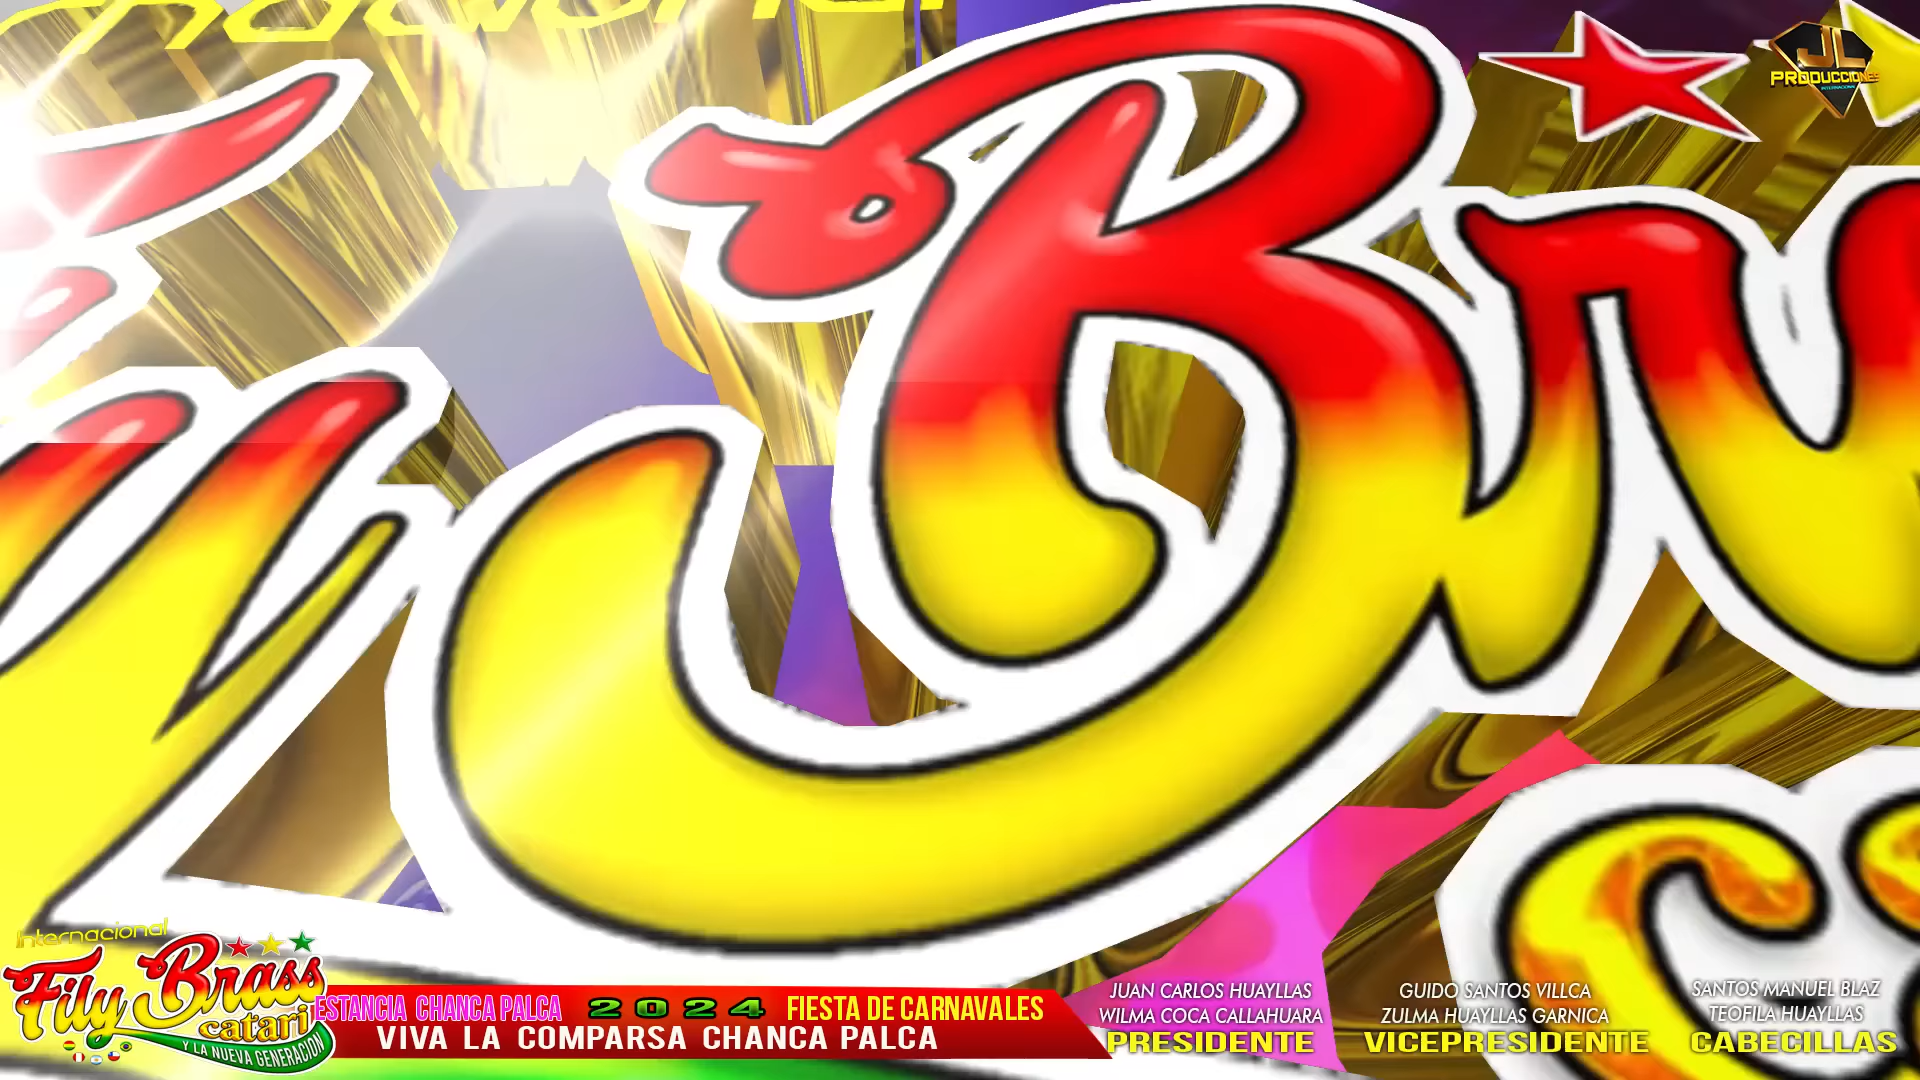 JL
PRODUCCIONES
INTERNACIONAL
Internacional
Fily Brass
catari
Y LA NUEVA GENERACION
ESTANCIA CHANCA PALCA 2024 FIESTA DE CARNAVALES
VIVA LA COMPARSA CHANCA PALCA
JUAN CARLOS HUAYLLAS
WILMA COCA CALLAHUARA
PRESIDENTE
GUIDO SANTOS VILLCA
ZULMA HUAYLLAS GARNICA
VICEPRESIDENTE
SANTOS MANUEL BLAZ
TEOFILA HUAYLLAS
CABECILLAS